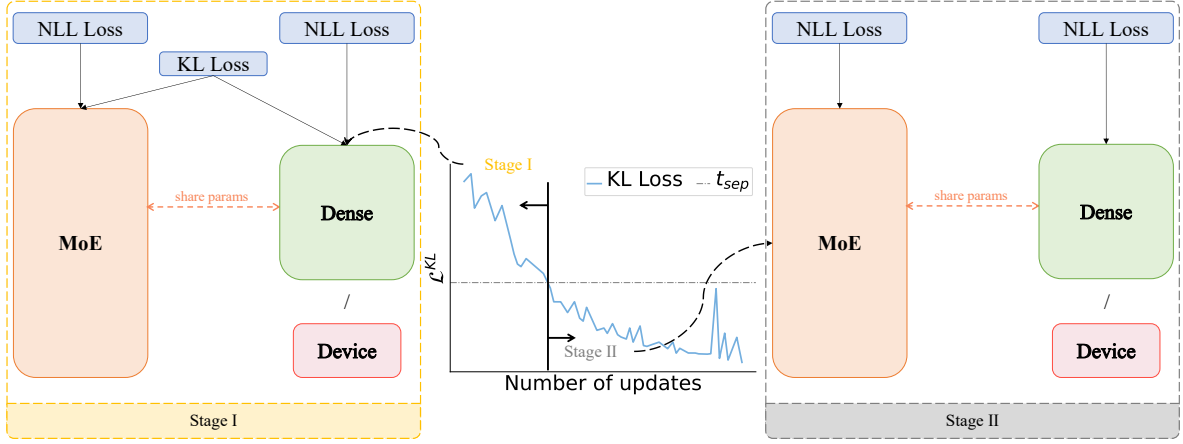 NLL Loss
NLL Loss
KL Loss
MoE
share params
Dense
/
Device
Stage I
Stage I
KL Loss
t_sep
ℒ^KL
Stage II
Number of updates
NLL Loss
NLL Loss
MoE
share params
Dense
/
Device
Stage II